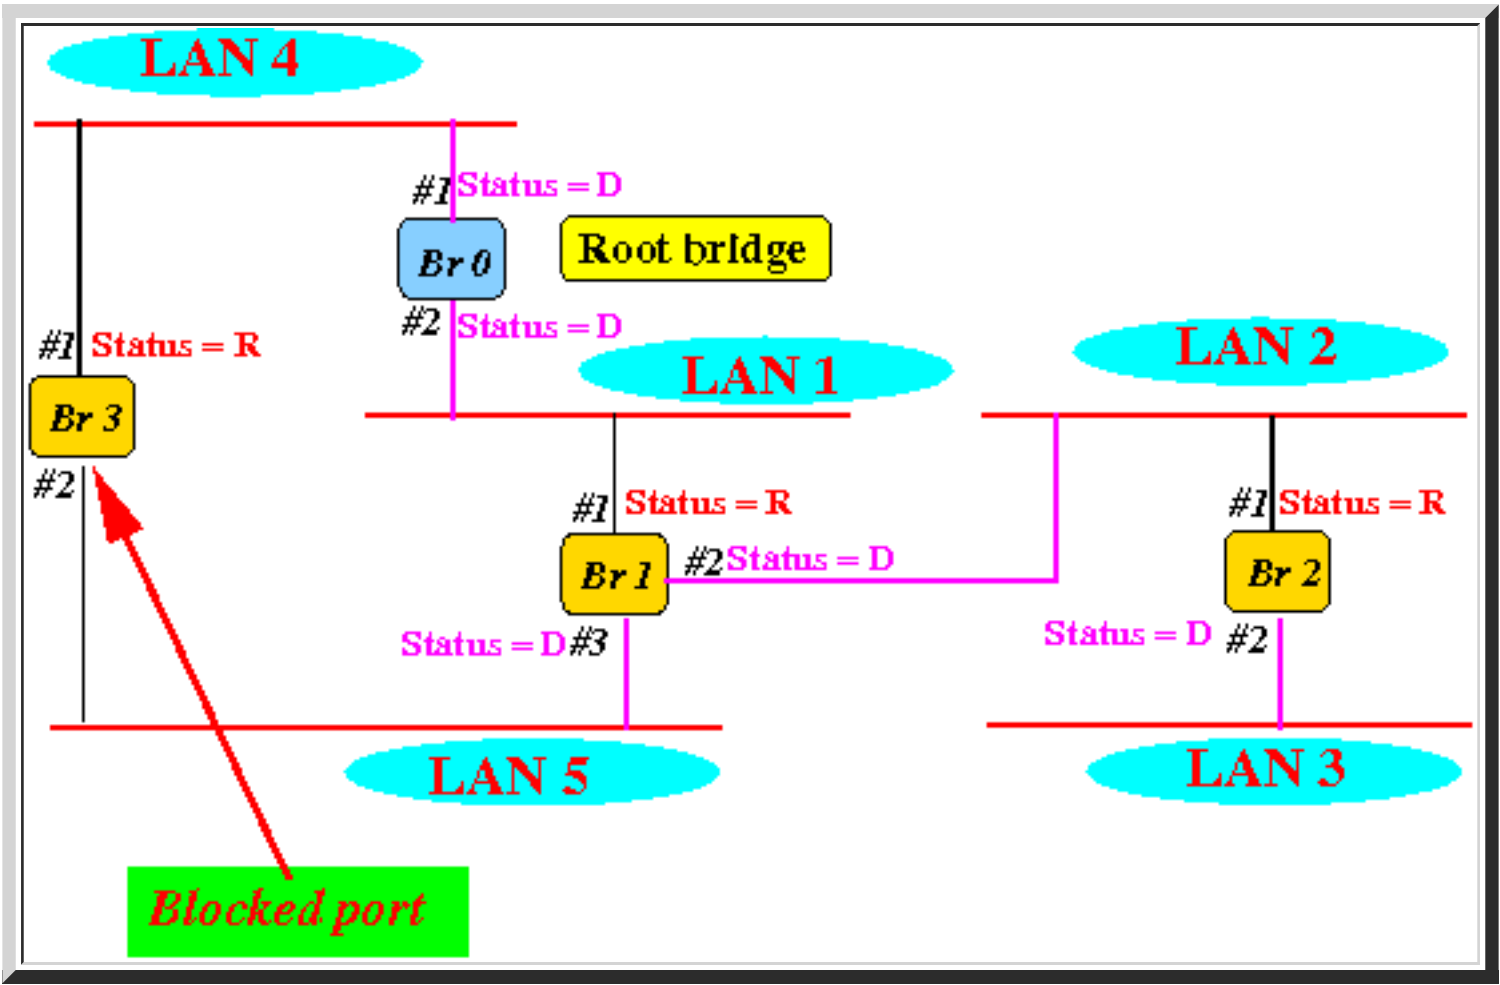 LAN 4
#1 Status = D
Br 0
Root bridge
#2 Status = D
#1 Status = R
LAN 1
LAN 2
Br 3
#2
#1 Status = R
#1 Status = R
Br 1
#2 Status = D
Br 2
Status = D #3
Status = D #2
LAN 5
LAN 3
Blocked port